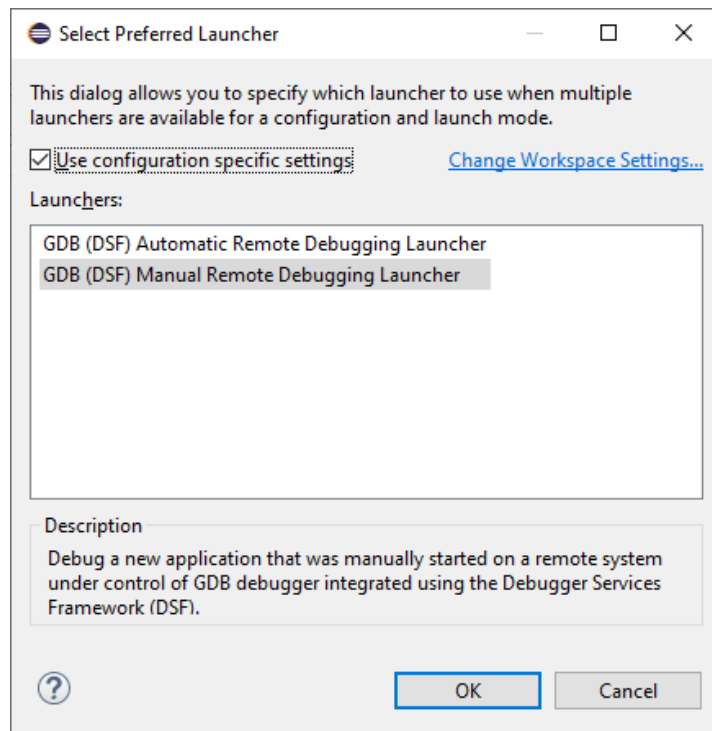 Select Preferred Launcher
This dialog allows you to specify which launcher to use when multiple
launchers are available for a configuration and launch mode.
Use configuration specific settings
Change Workspace Settings...
Launchers:
GDB (DSF) Automatic Remote Debugging Launcher
GDB (DSF) Manual Remote Debugging Launcher
Description
Debug a new application that was manually started on a remote system
under control of GDB debugger integrated using the Debugger Services
Framework (DSF).
?
OK
Cancel